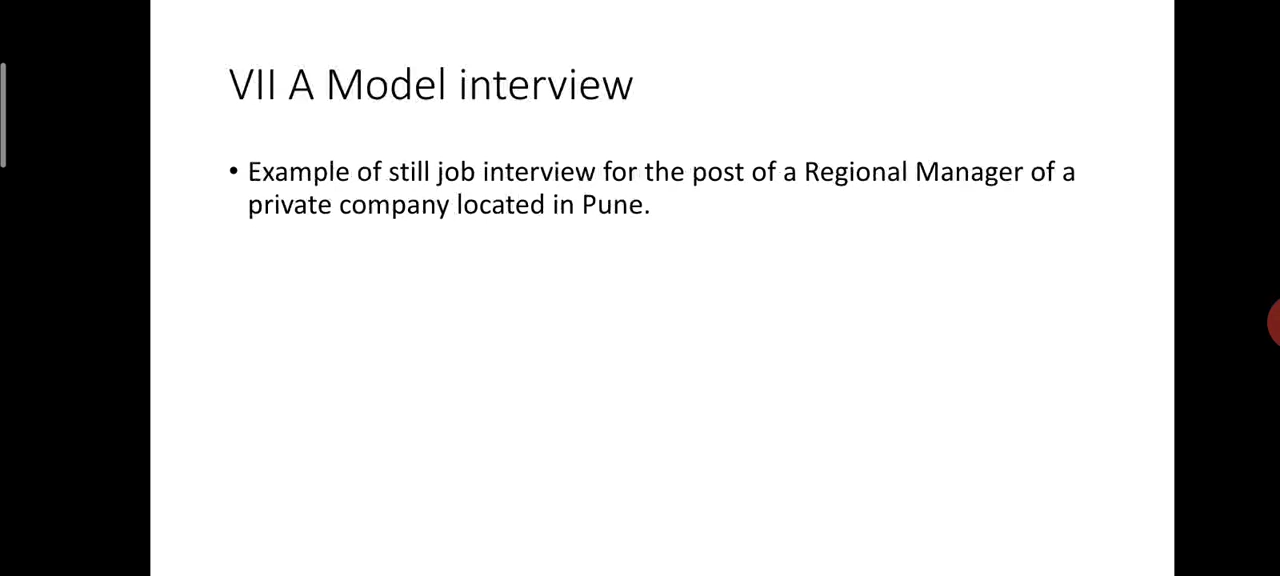 VII A Model interview
• Example of still job interview for the post of a Regional Manager of a
private company located in Pune.